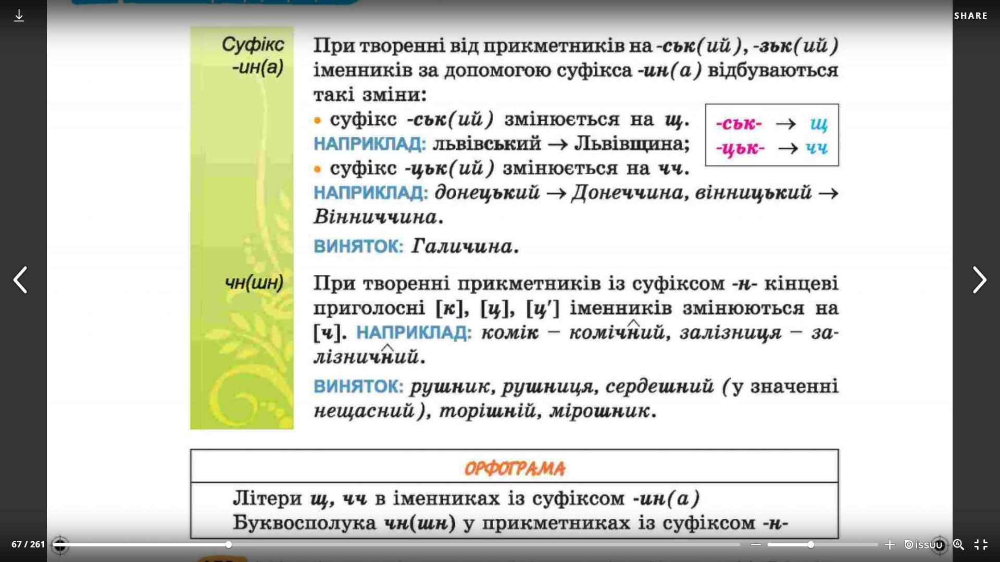 SHARE
Суфікс
-ин(а)
При творенні від прикметників на -ськ(ий), -зьк(ий)
іменників за допомогою суфікса -ин(а) відбуваються
такі зміни:
• суфікс -ськ(ий) змінюється на щ.
НАПРИКЛАД: львівський → Львівщина;
• суфікс -цьк(ий) змінюється на чч.
-ськ- → щ
-цьк- → чч
НАПРИКЛАД: донецький → Донеччина, вінницький →
Вінниччина.
ВИНЯТОК: Галичина.
чн(шн)
При творенні прикметників із суфіксом -н- кінцеві
приголосні [к], [ц], [ц′] іменників змінюються на
[ч]. НАПРИКЛАД: комік – комічний, залізниця – за-
лізничний.
ВИНЯТОК: рушник, рушниця, сердешний (у значенні
нещасний), торішній, мірошник.
ОРФОГРАМА
Літери щ, чч в іменниках із суфіксом -ин(а)
Буквосполука чн(шн) у прикметниках із суфіксом -н-
67 / 261
issuu